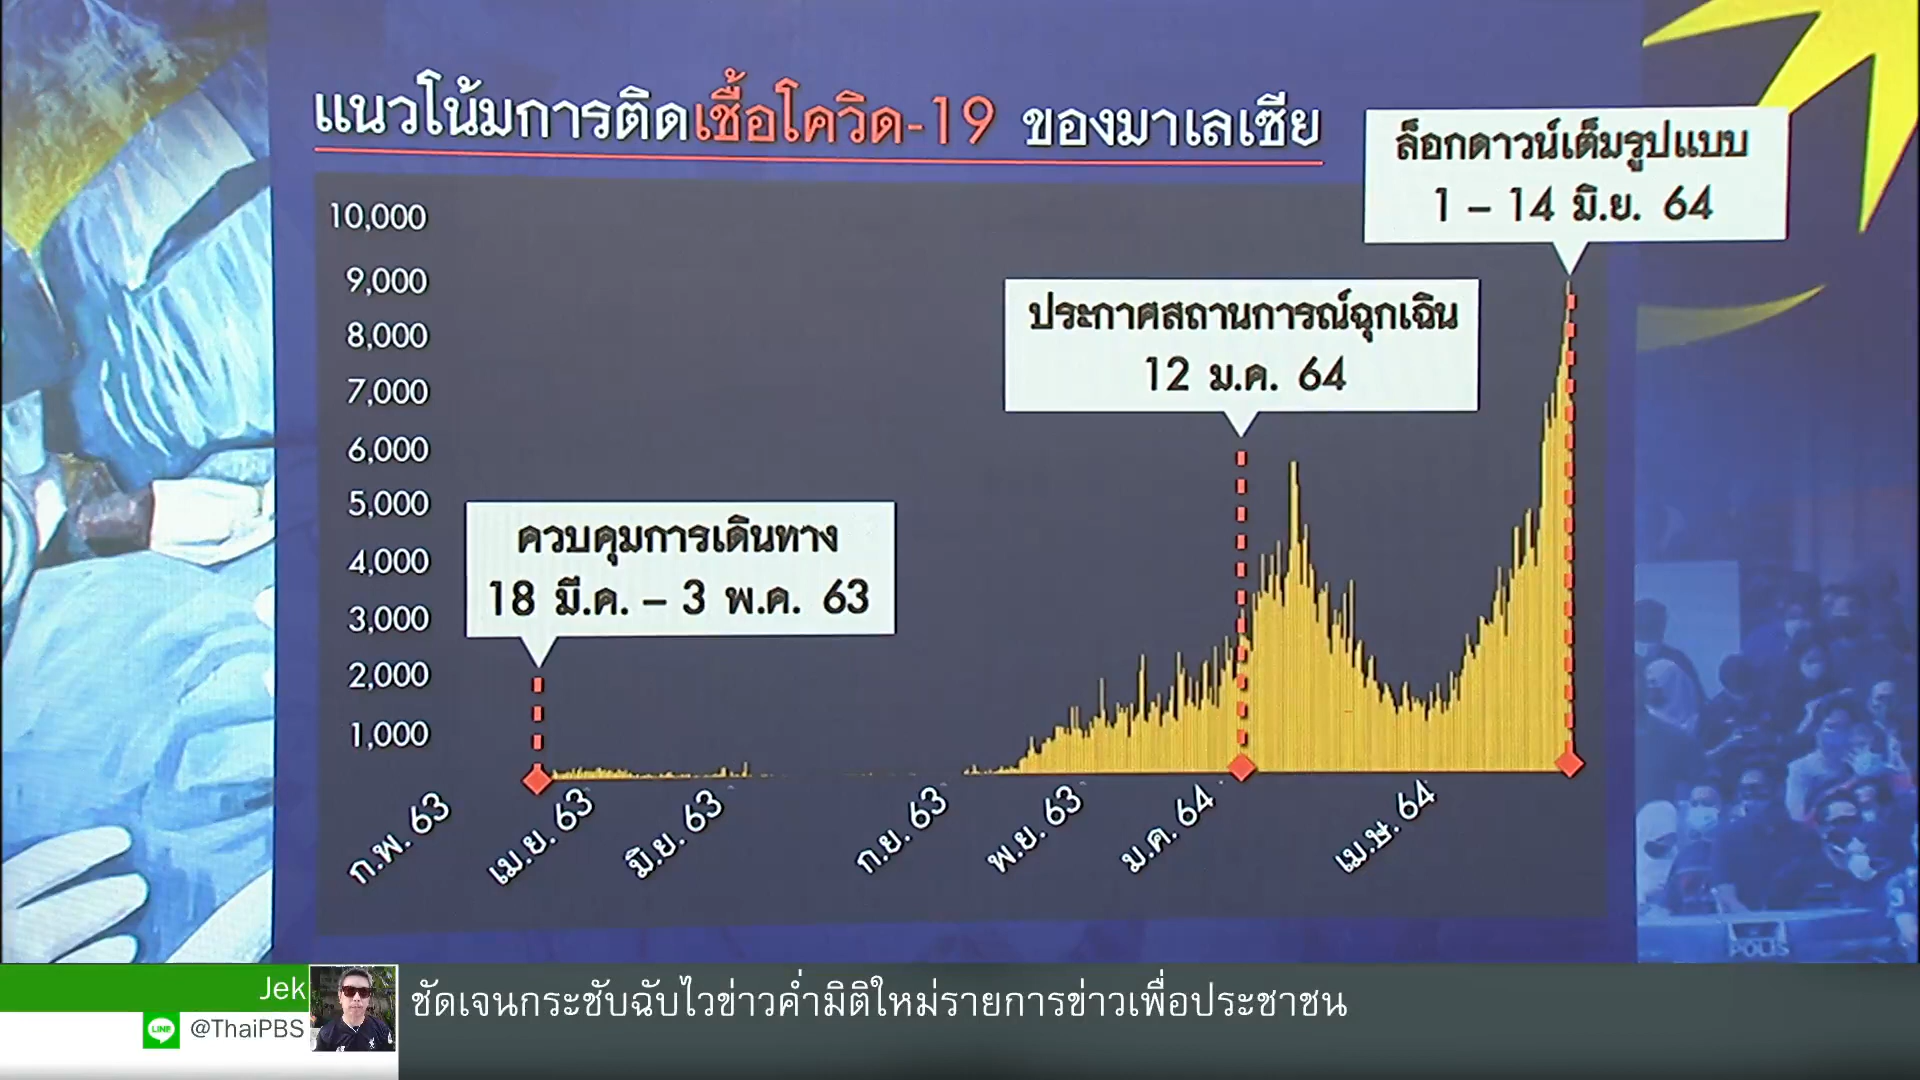 แนวโน้มการติดเชื้อโควิด-19 ของมาเลเซีย
ล็อกดาวน์เต็มรูปแบบ
1 – 14 มิ.ย. 64
ประกาศสถานการณ์ฉุกเฉิน
12 ม.ค. 64
ควบคุมการเดินทาง
18 มี.ค. – 3 พ.ค. 63
10,000
9,000
8,000
7,000
6,000
5,000
4,000
3,000
2,000
1,000
ก.พ. 63
เม.ย. 63
มิ.ย. 63
ก.ย. 63
พ.ย. 63
ม.ค. 64
เม.ษ. 64
POLIS
Jek
LINE @ThaiPBS
ชัดเจนกระชับฉับไวข่าวค่ำมิติใหม่รายการข่าวเพื่อประชาชน